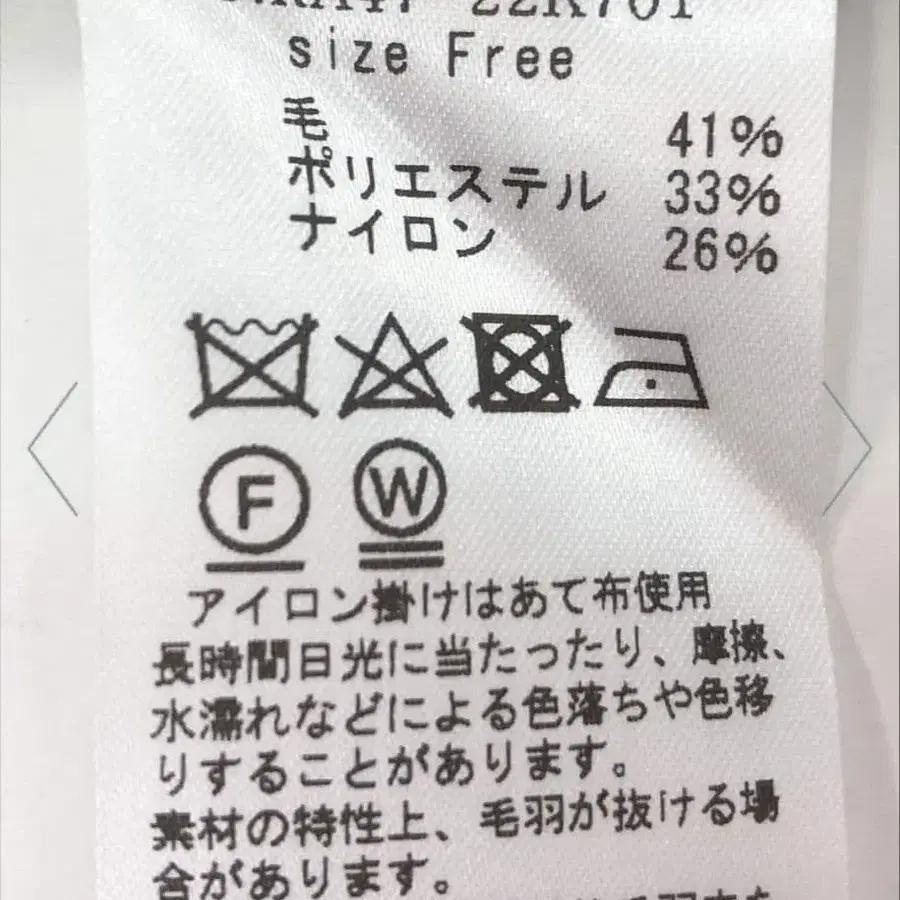 size Free
毛 41%
ポリエステル 33%
ナイロン 26%
F W
アイロン掛けはあて布使用
長時間日光に当たったり、摩擦、
水濡れなどによる色落ちや色移
りすることがあります。
素材の特性上、毛羽が抜ける場
合があります。